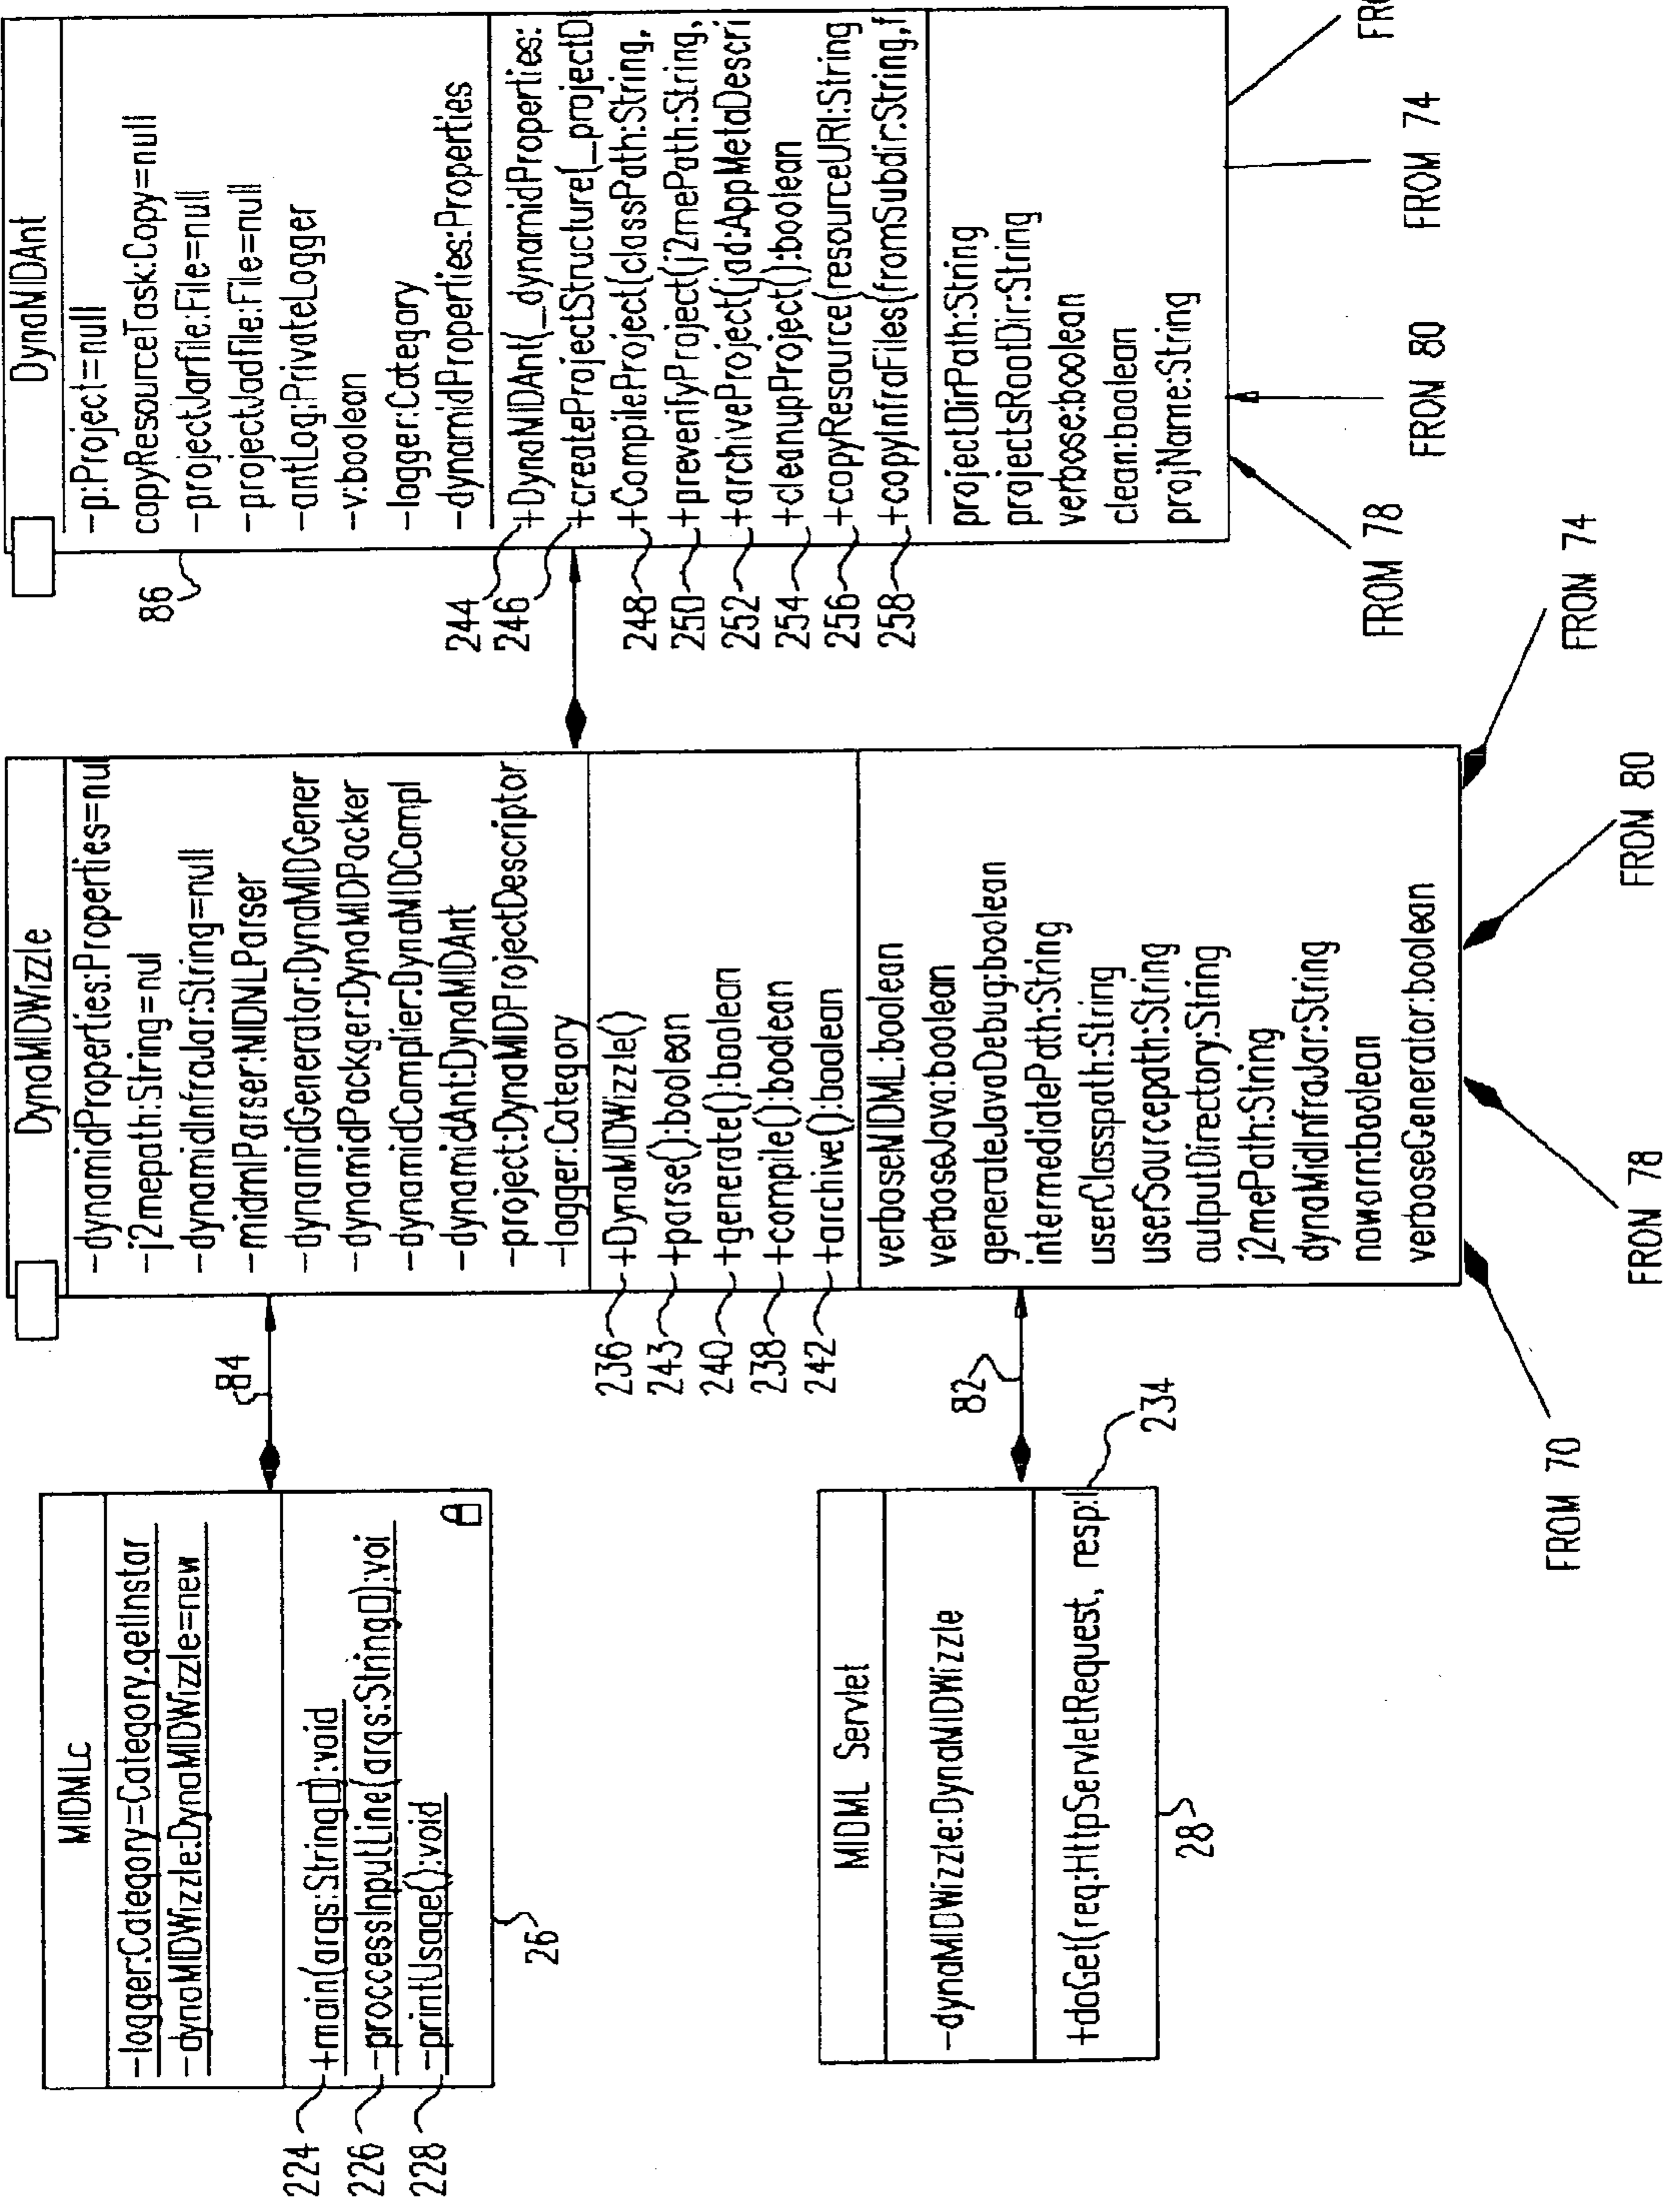 MIDMLc
-logger:Category=Category.getInstar
-dynaMIDWizzle:DynaMIDWizzle=new
224
+main(args:String[]):void
226
-proccessInputLine(args:String[]):voi
228
-printUsage():void
26
84
MIDML Servlet
-dynaMIDWizzle:DynaMIDWizzle
+doGet(req:HttpServletRequest, resp:I
234
28
82
DynaMIDWizzle
-dynamidProperties:Properties=nul
-j2mepath:String=nul
-dynamidInfraJar:String=null
-midmlParser:MIDMLParser
-dynamidGenerator:DynaMIDGener
-dynamidPackger:DynaMIDPacker
-dynamidComplier:DynaMIDCompl
-dynamidAnt:DynaMIDAnt
-project:DynaMIDProjectDescriptor
-logger:Category
236
+DynaMIDWizzle()
243
+parse():boolean
240
+generate():boolean
238
+compile():boolean
242
+archive():boolean
verboseMIDML:boolean
verboseJava:boolean
generateJavaDebug:boolean
intermediatePath:String
userClasspath:String
userSourcepath:String
outputDirectory:String
j2mePath:String
dynaMidInfraJar:String
nowarn:boolean
verboseGenerator:boolean
FROM 70
FROM 78
FROM 80
FROM 74
DynaMIDAnt
-p:Project=null
copyResourceTask:Copy=null
-projectJarfile:File=null
-projectJadfile:File=null
-antLog:PrivateLogger
-v:boolean
-logger:Category
-dynamidProperties:Properties
86
244
+DynaMIDAnt(_dynamidProperties:
246
+createProjectStructure(_projectD
248
+CompileProject(classPath:String,
250
+preverifyProject(j2mePath:String,
252
+archiveProject(jad:AppMetaDescri
254
+cleanupProject():boolean
256
+copyResource(resourceURI:String
258
+copyInfraFiles(fromSubdir:String,f
projectDirPath:String
projectsRootDir:String
verbose:boolean
clean:boolean
projName:String
FROM 78
FROM 80
FROM 74
FRO